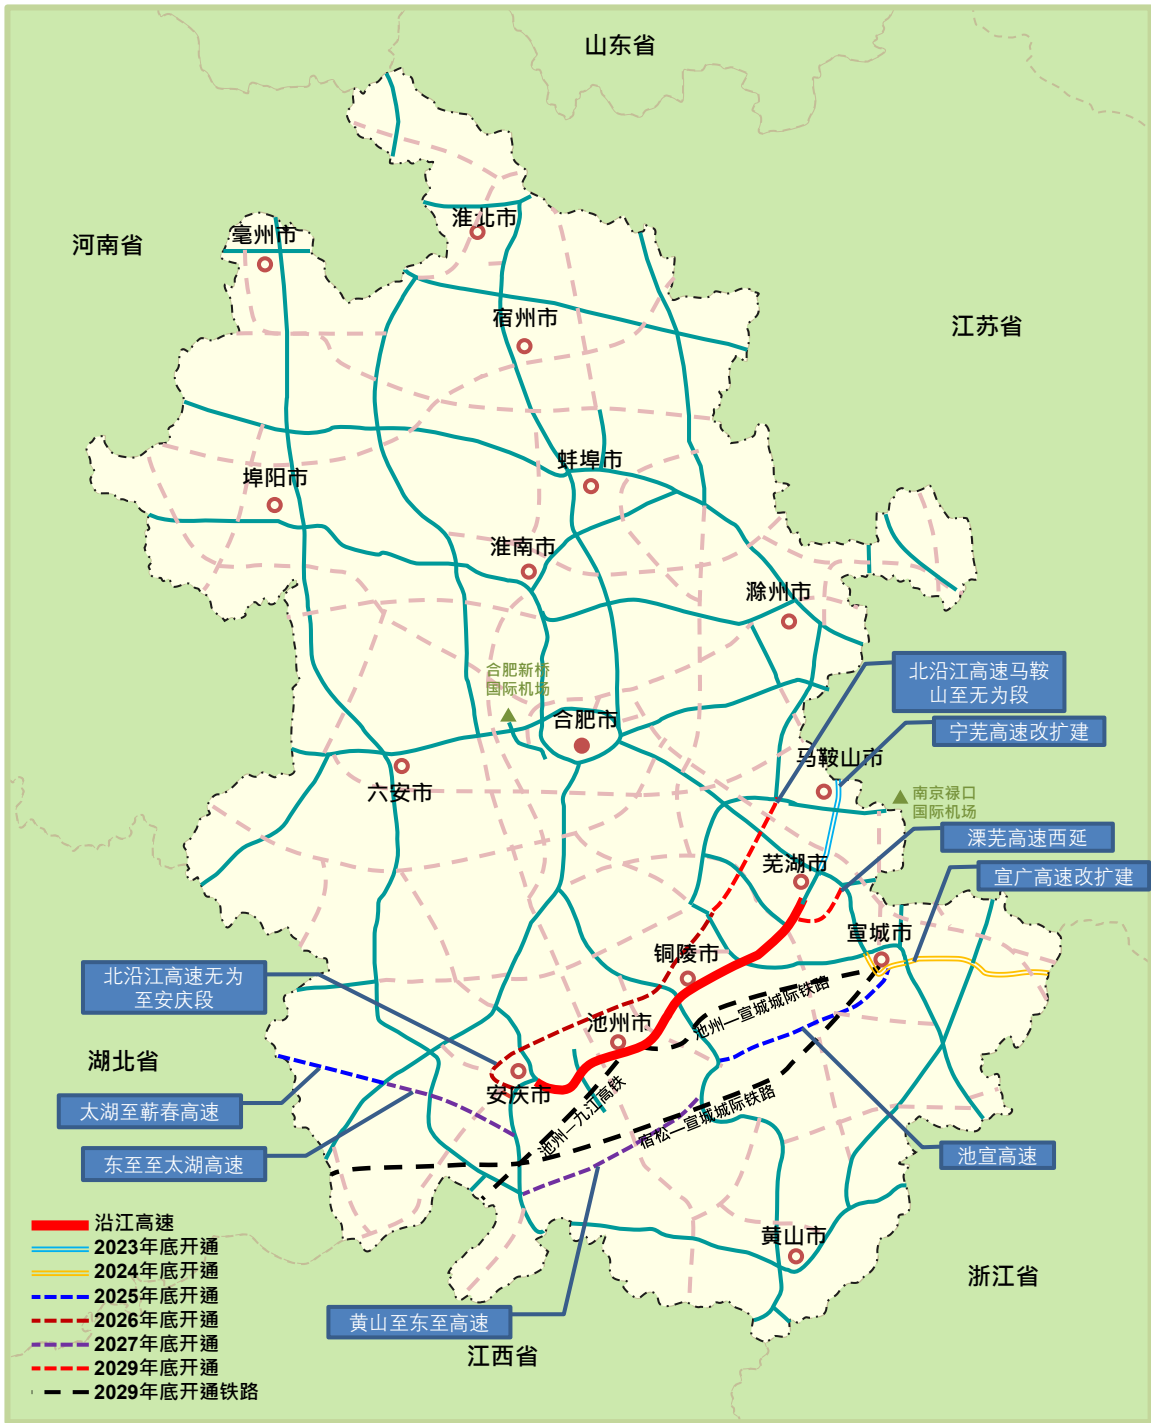 山东省
淮北市
亳州市
河南省
宿州市
江苏省
蚌埠市
埠阳市
淮南市
滁州市
合肥新桥
国际机场
北沿江高速马鞍
山至无为段
合肥市
宁芜高速改扩建
马鞍山市
六安市
南京禄口
国际机场
溧芜高速西延
芜湖市
宣广高速改扩建
宣城市
铜陵市
北沿江高速无为
至安庆段
池州—宣城城际铁路
池州市
湖北省
安庆市
太湖至蕲春高速
池州—九江高铁
宿松—宣城城际铁路
东至至太湖高速
池宣高速
沿江高速
2023年底开通
2024年底开通
2025年底开通
2026年底开通
2027年底开通
2029年底开通
2029年底开通铁路
黄山市
浙江省
黄山至东至高速
江西省